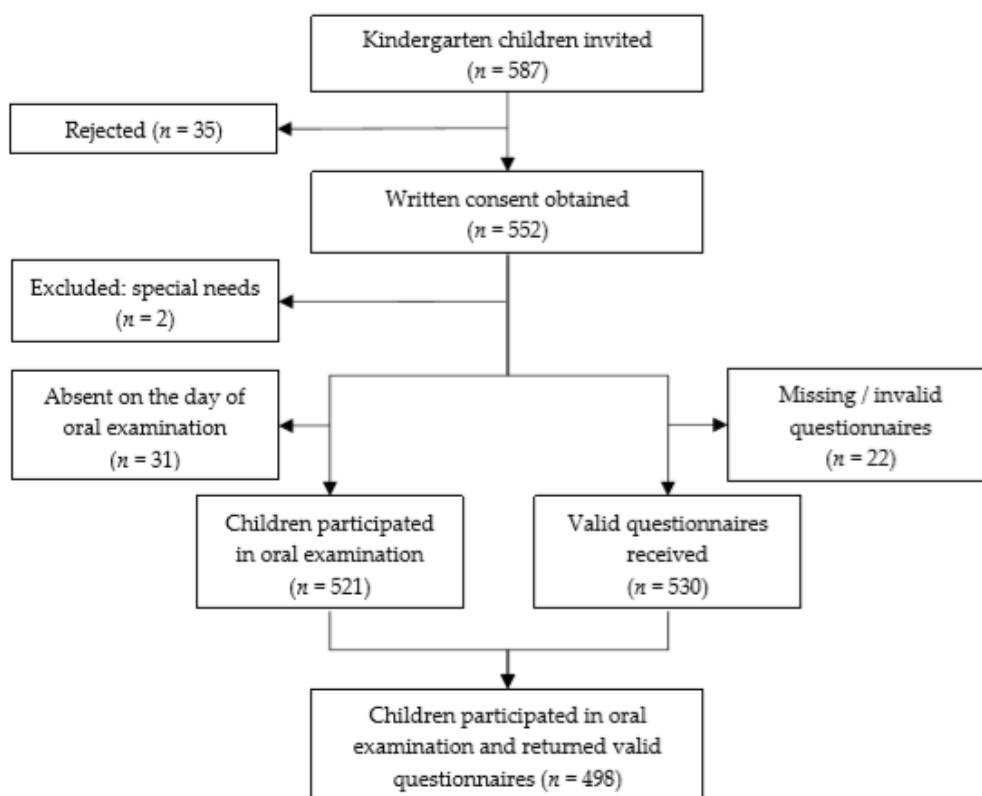 Kindergarten children invited
(n = 587)
Rejected (n = 35)
Written consent obtained
(n = 552)
Excluded: special needs
(n = 2)
Absent on the day of
oral examination
(n = 31)
Missing / invalid
questionnaires
(n = 22)
Children participated
in oral examination
(n = 521)
Valid questionnaires
received
(n = 530)
Children participated in oral
examination and returned valid
questionnaires (n = 498)